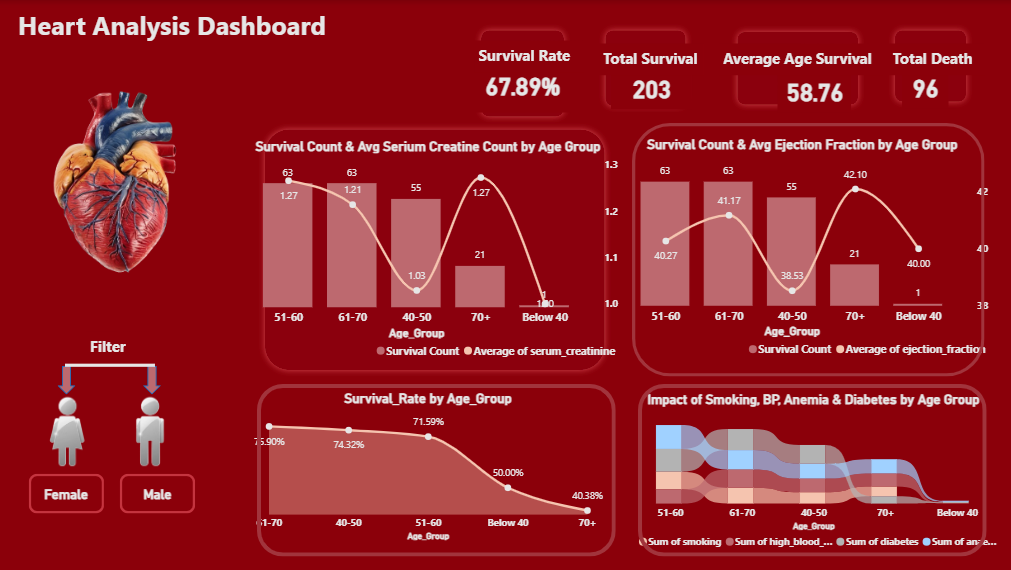 Heart Analysis Dashboard
Survival Rate
67.89%
Total Survival
203
Average Age Survival
58.76
Total Death
96
Survival Count & Avg Serium Creatine Count by Age Group
63
63
55
21
1
1.27
1.21
1.03
1.27
1.00
1.3
1.2
1.1
1.0
51-60
61-70
40-50
70+
Below 40
Age_Group
Survival Count
Average of serum_creatinine
Survival Count & Avg Ejection Fraction by Age Group
63
63
55
21
1
40.27
41.17
38.53
42.10
40.00
42
40
38
51-60
61-70
40-50
70+
Below 40
Age_Group
Survival Count
Average of ejection_fraction
Filter
Female
Male
Survival_Rate by Age_Group
75.90%
74.32%
71.59%
50.00%
40.38%
61-70
40-50
51-60
Below 40
70+
Age_Group
Impact of Smoking, BP, Anemia & Diabetes by Age Group
51-60
61-70
40-50
70+
Below 40
Age_Group
Sum of smoking
Sum of high_blood_...
Sum of diabetes
Sum of anae...